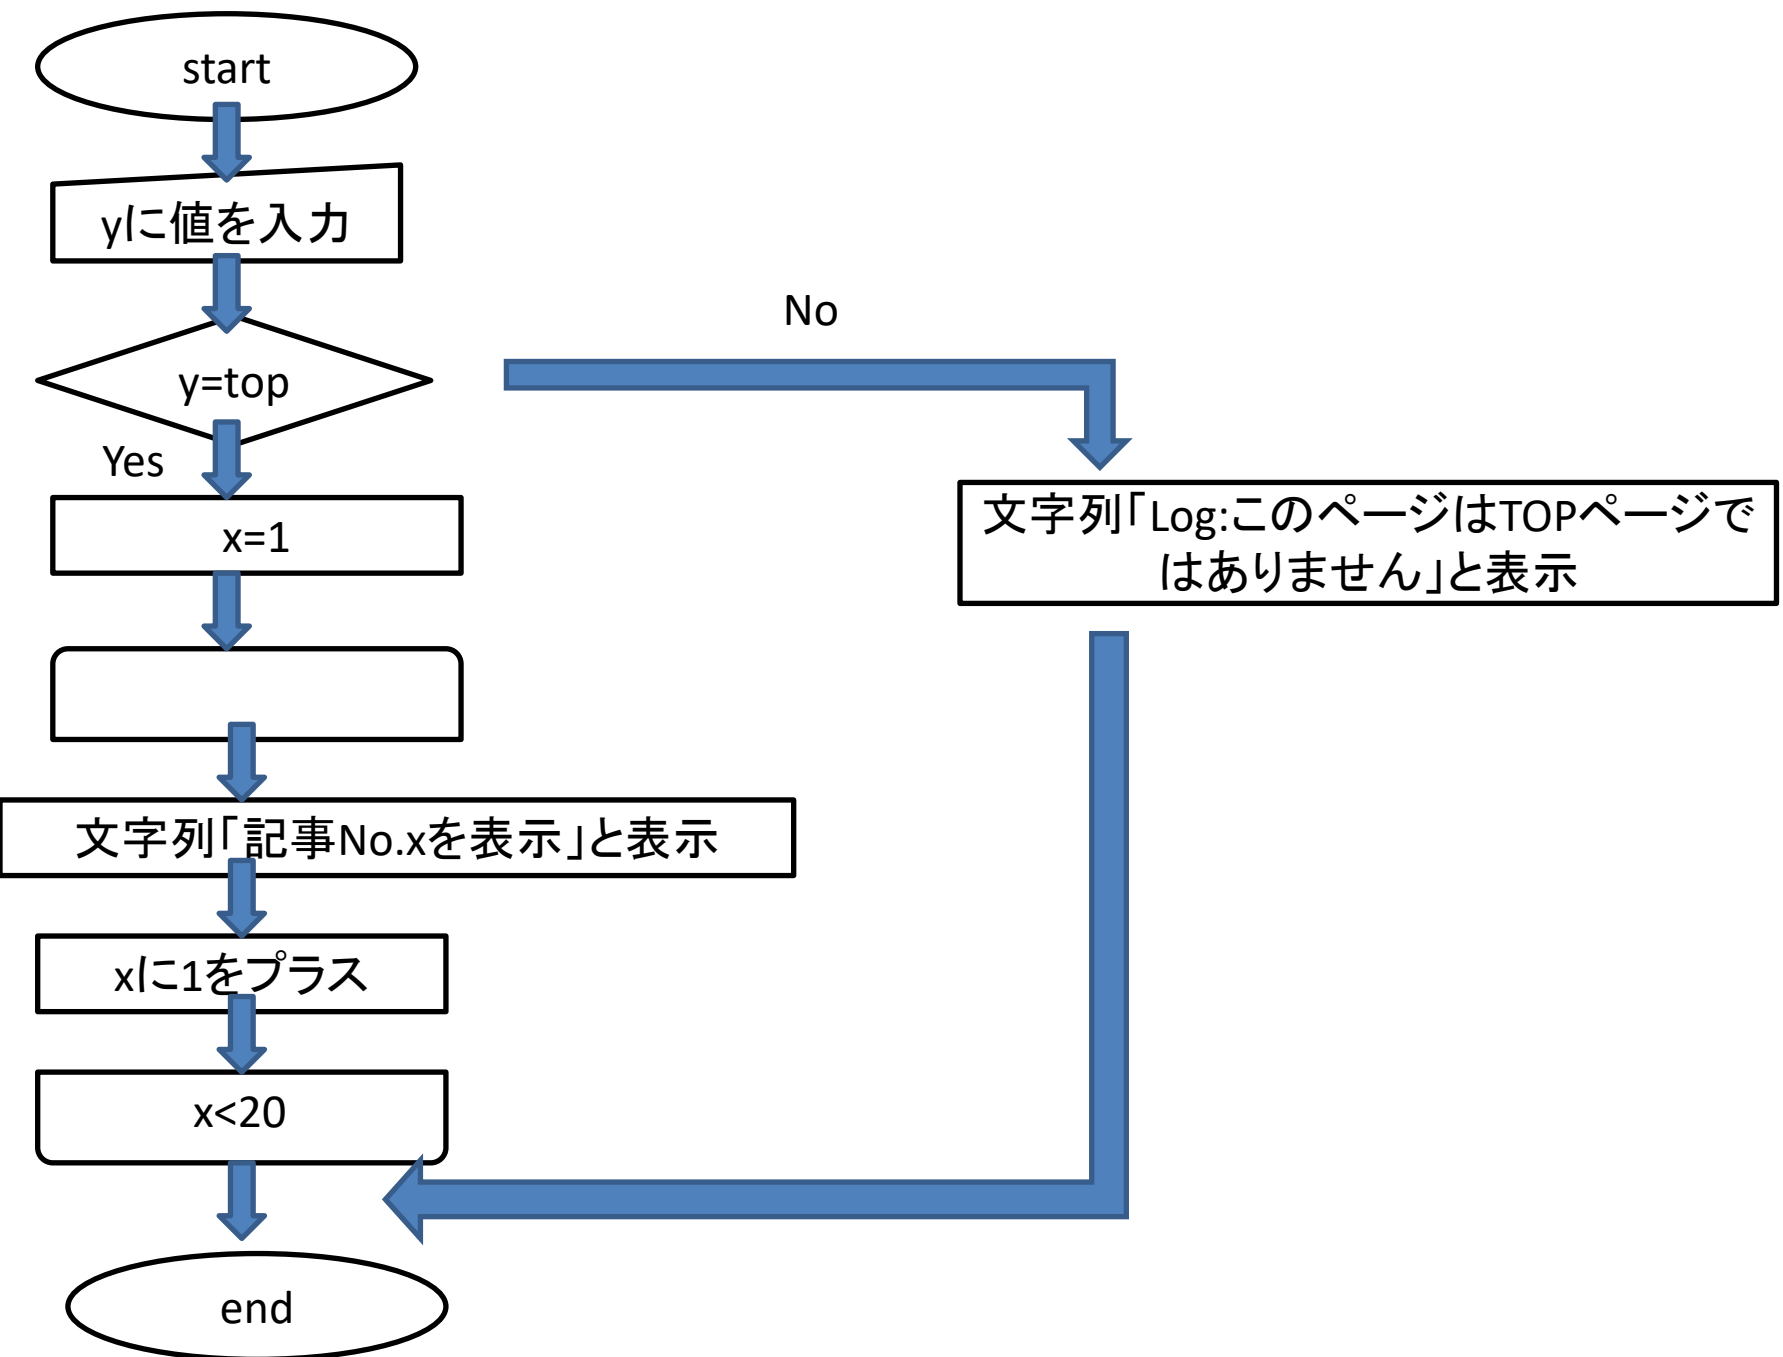 start
yに値を入力
No
y=top
Yes
x=1
文字列「Log:このページはTOPページで
はありません」と表示
文字列「記事No.xを表示」と表示
xに1をプラス
x<20
end